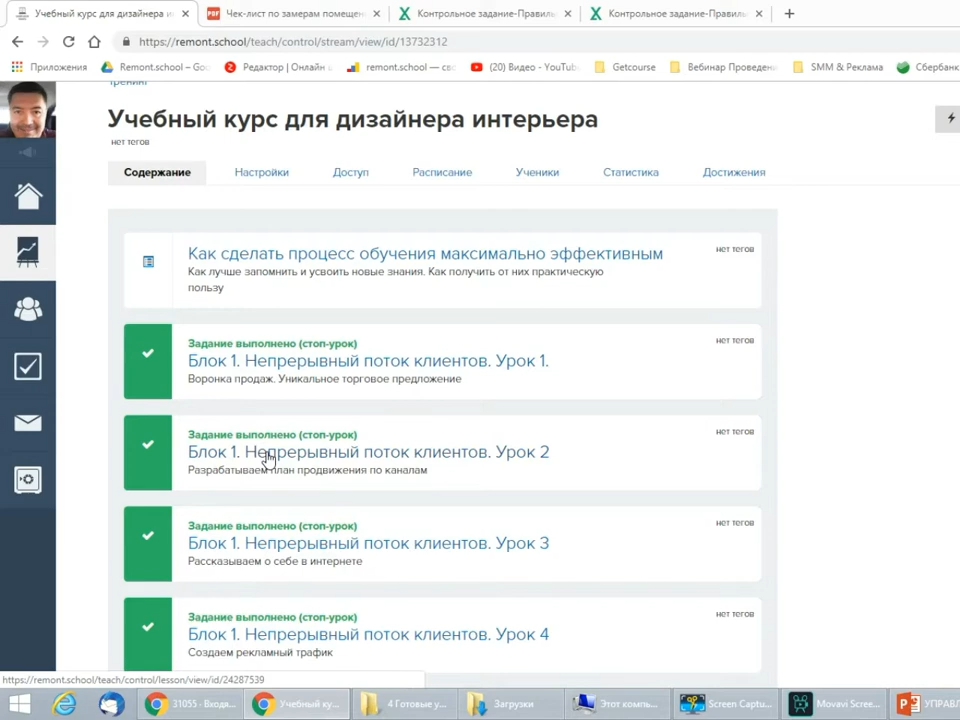 Учебный курс для дизайнера и
Чек-лист по замерам помещен
Контрольное задание-Правиль
Контрольное задание-Правиль
https://remont.school/teach/control/stream/view/id/13732312
Приложения
Remont.school – Goo
Редактор | Онлайн
remont.school — сво
(20) Видео - YouTub
Getcourse
Вебинар Проведен
SMM & Реклама
Сбербанк
Тренинг
Учебный курс для дизайнера интерьера
нет тегов
Содержание
Настройки
Доступ
Расписание
Ученики
Статистика
Достижения
Как сделать процесс обучения максимально эффективным
нет тегов
Как лучше запомнить и усвоить новые знания. Как получить от них практическую
пользу
Задание выполнено (стоп-урок)
нет тегов
Блок 1. Непрерывный поток клиентов. Урок 1.
Воронка продаж. Уникальное торговое предложение
Задание выполнено (стоп-урок)
нет тегов
Блок 1. Непрерывный поток клиентов. Урок 2
Разрабатываем план продвижения по каналам
Задание выполнено (стоп-урок)
нет тегов
Блок 1. Непрерывный поток клиентов. Урок 3
Рассказываем о себе в интернете
Задание выполнено (стоп-урок)
нет тегов
Блок 1. Непрерывный поток клиентов. Урок 4
Создаем рекламный трафик
https://remont.school/teach/control/lesson/view/id/24287539
31055 - Входя...
Учебный ку...
4 Готовые у...
Загрузки
Этот компь...
Screen Captu...
Movavi Scree...
УПРАВЛ